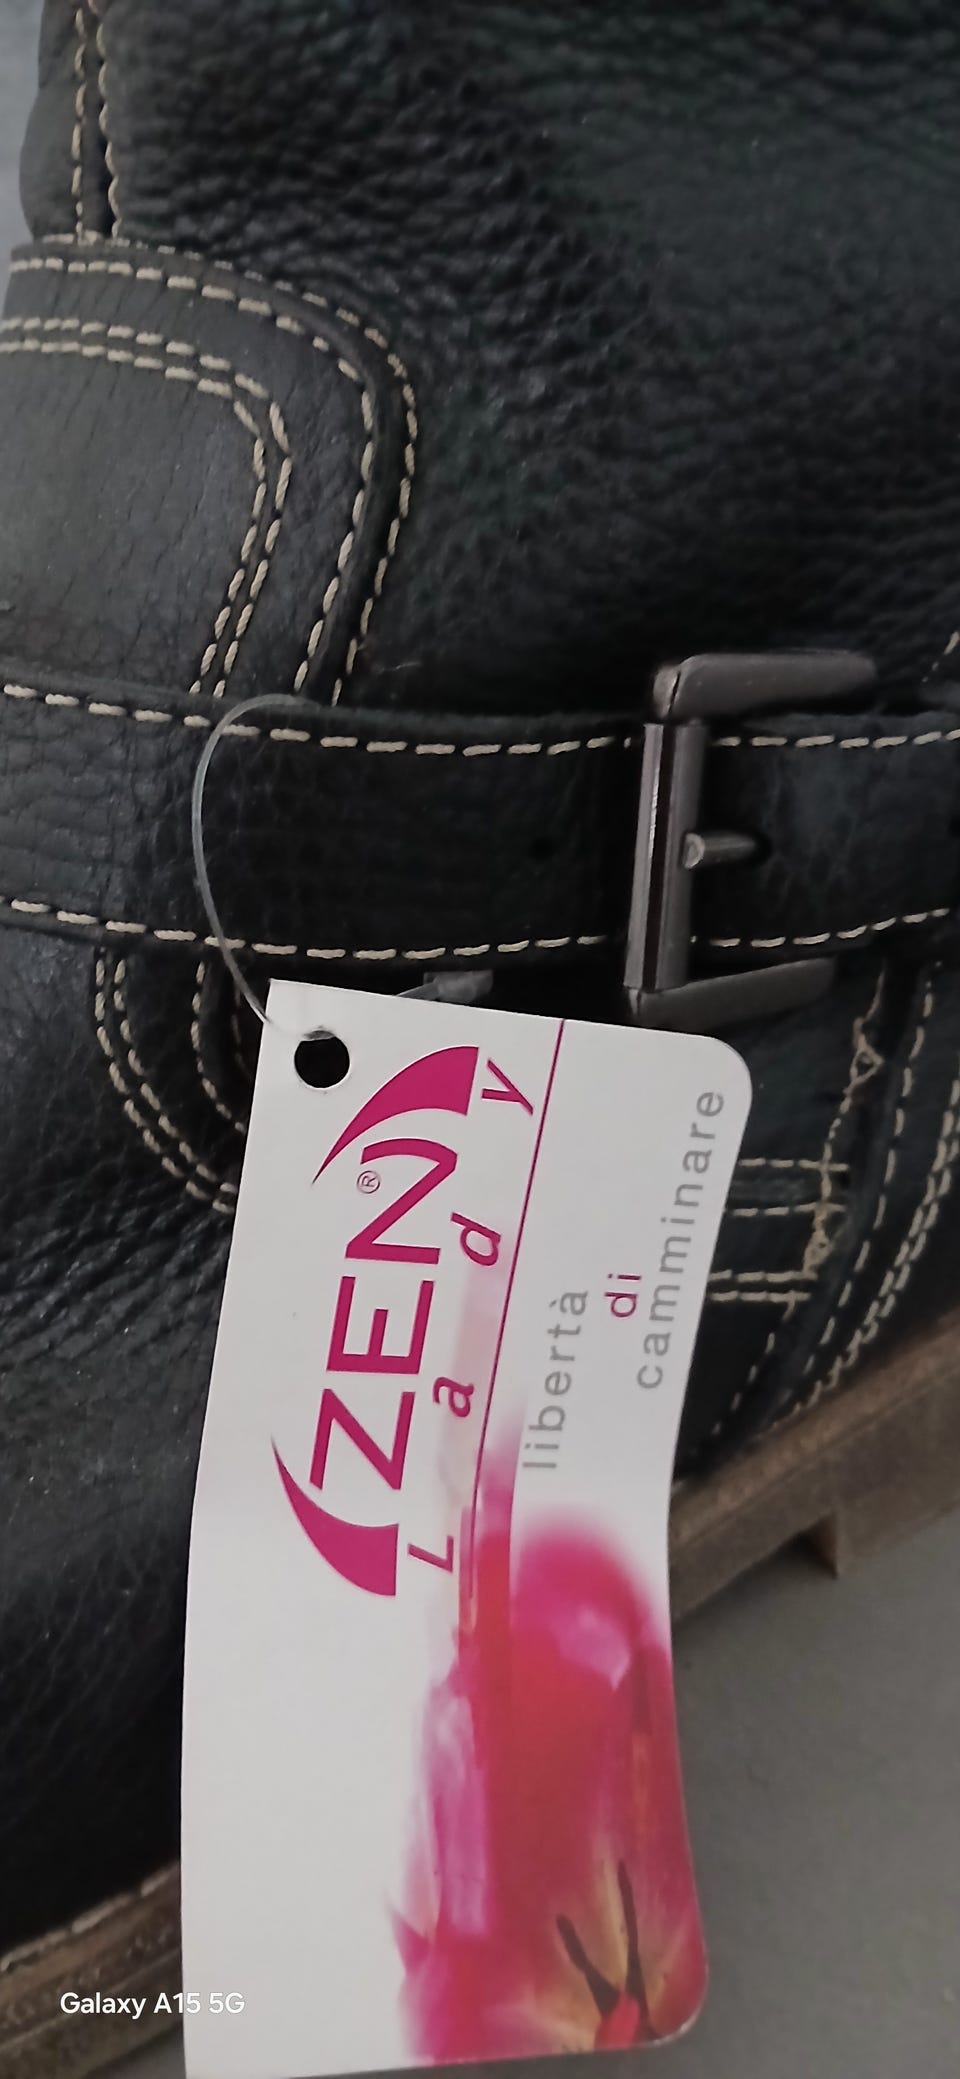 ZEN®
Lady
libertà
di
camminare
Galaxy A15 5G